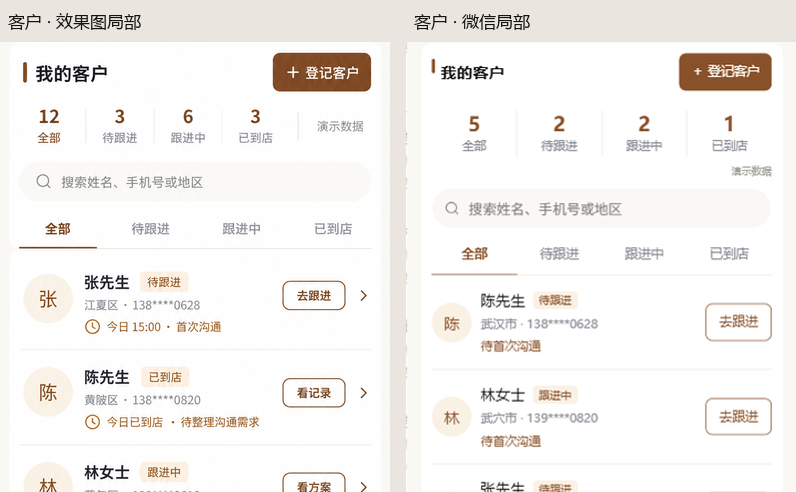 客户 · 效果图局部
我的客户
+ 登记客户
12 3 6 3
全部 待跟进 跟进中 已到店
演示数据
搜索姓名、手机号或地区
全部 待跟进 跟进中 已到店
张 张先生 待跟进
江夏区 · 138****0628
今日 15:00 · 首次沟通
去跟进
陈 陈先生 已到店
黄陂区 · 138****0820
今日已到店 · 待整理沟通需求
看记录
林 林女士 跟进中
看方案
客户 · 微信局部
我的客户
+ 登记客户
5 2 2 1
全部 待跟进 跟进中 已到店
演示数据
搜索姓名、手机号或地区
全部 待跟进 跟进中 已到店
陈 陈先生 待跟进
武汉市 · 138****0628
待首次沟通
去跟进
林 林女士 跟进中
武穴市 · 139****0820
待首次沟通
去跟进
张先生